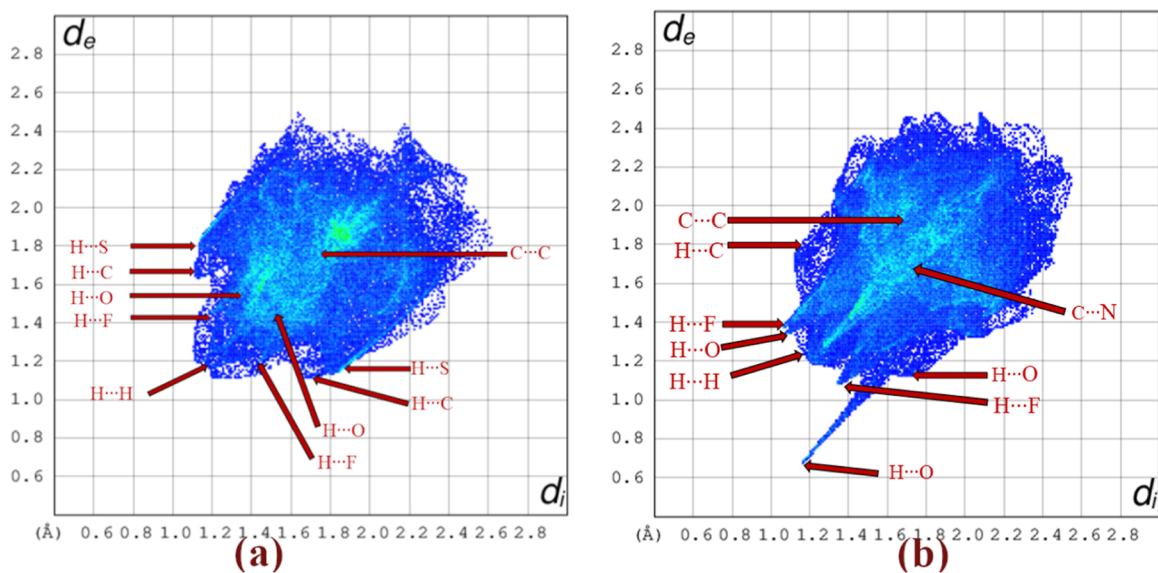 dₑ
2.8
2.6
2.4
2.2
2.0
1.8
1.6
1.4
1.2
1.0
0.8
0.6
H···S
H···C
H···O
H···F
H···H
C···C
H···S
H···C
H···O
H···F
dᵢ
(Å) 0.6 0.8 1.0 1.2 1.4 1.6 1.8 2.0 2.2 2.4 2.6 2.8
(a)
dₑ
2.8
2.6
2.4
2.2
2.0
1.8
1.6
1.4
1.2
1.0
0.8
0.6
C···C
H···C
H···F
H···O
H···H
C···N
H···O
H···F
H···O
dᵢ
(Å) 0.6 0.8 1.0 1.2 1.4 1.6 1.8 2.0 2.2 2.4 2.6 2.8
(b)